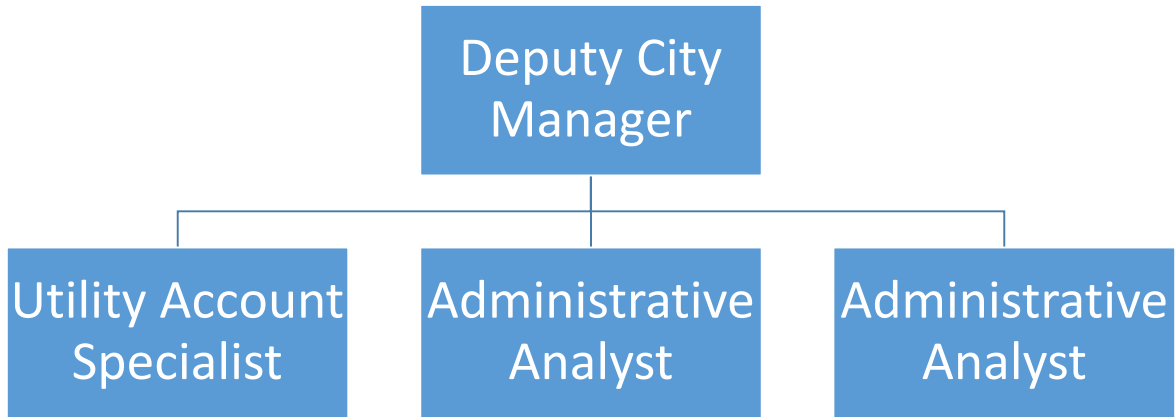 Deputy City
Manager
Utility Account
Specialist
Administrative
Analyst
Administrative
Analyst